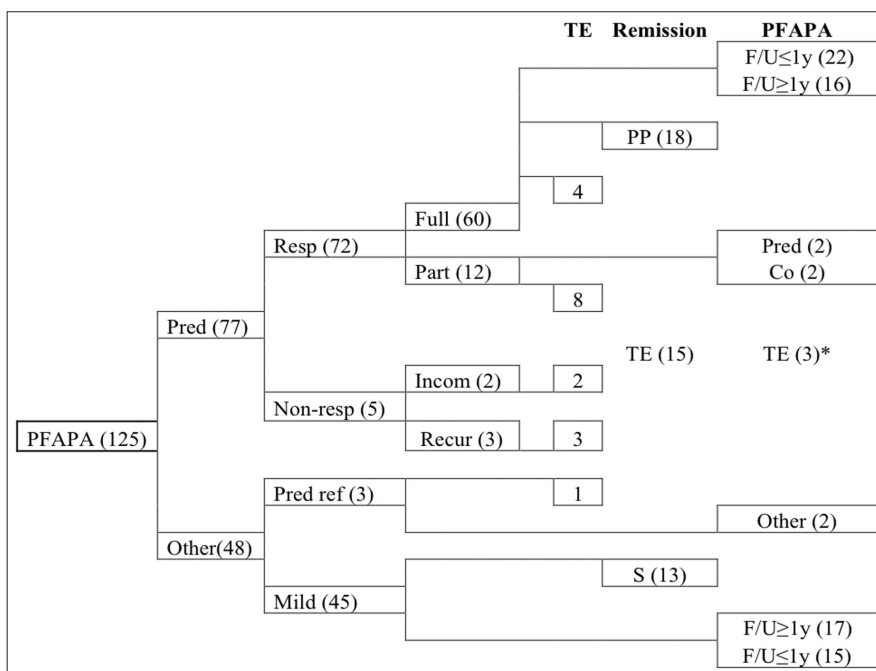 TE Remission PFAPA
F/U≤1y (22)
F/U≥1y (16)
PP (18)
4
Full (60)
Resp (72) Pred (2)
Part (12) Co (2)
8
Pred (77)
TE (15) TE (3)*
Incom (2) 2
Non-resp (5)
PFAPA (125) Recur (3) 3
Pred ref (3) 1
Other (2)
Other(48)
S (13)
Mild (45)
F/U≥1y (17)
F/U≤1y (15)